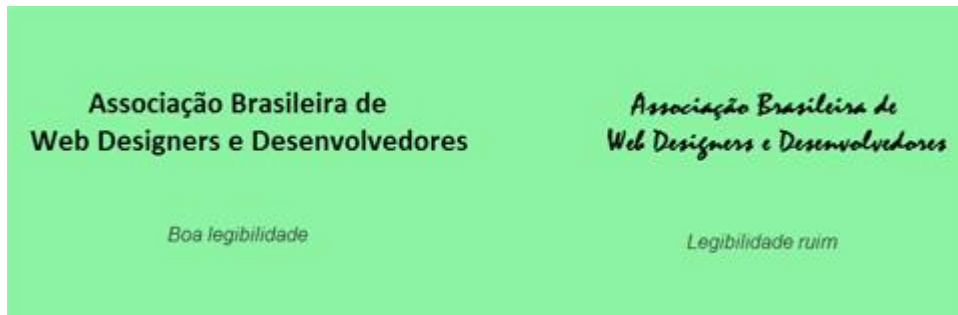 Associação Brasileira de
Web Designers e Desenvolvedores
Boa legibilidade
Associação Brasileira de
Web Designers e Desenvolvedores
Legibilidade ruim